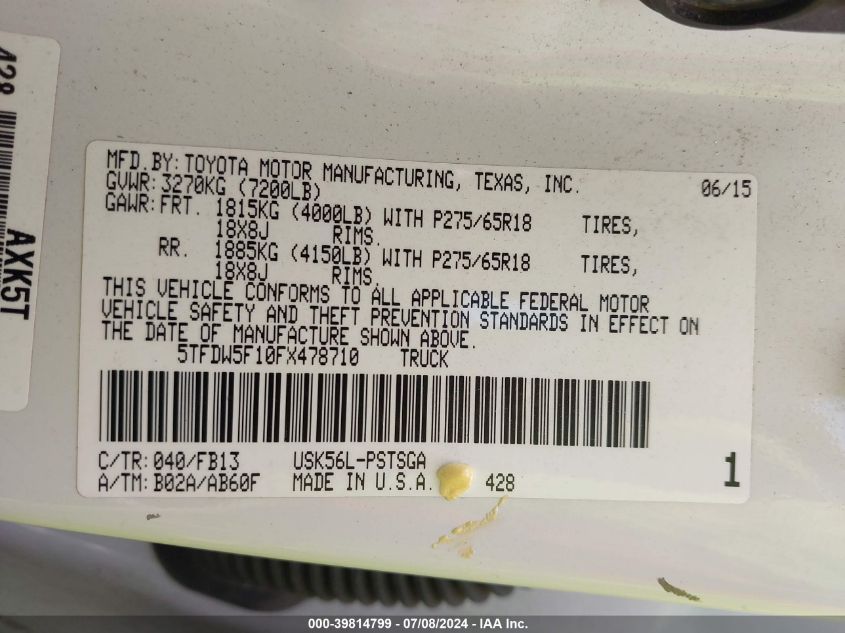 428
AXK5T
MFD.BY: TOYOTA MOTOR MANUFACTURING, TEXAS, INC. 06/15
GVWR: 3270KG (7200LB)
GAWR: FRT. 1815KG (4000LB) WITH P275/65R18 TIRES,
18X8J RIMS.
RR. 1885KG (4150LB) WITH P275/65R18 TIRES,
18X8J RIMS.
THIS VEHICLE CONFORMS TO ALL APPLICABLE FEDERAL MOTOR
VEHICLE SAFETY AND THEFT PREVENTION STANDARDS IN EFFECT ON
THE DATE OF MANUFACTURE SHOWN ABOVE.
5TFDW5F10FX478710 TRUCK
C/TR: 040/FB13 USK56L-PSTSGA
A/TM: B02A/AB60F MADE IN U.S.A. 428
1
000-39814799 - 07/08/2024 - IAA Inc.